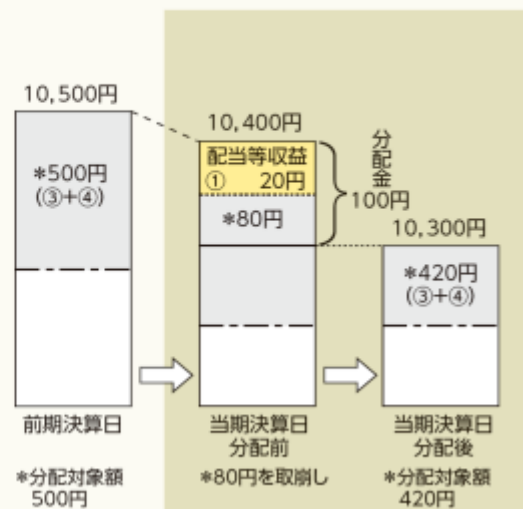 10,500円
*500円
(③+④)
前期決算日
*分配対象額
500円
10,400円
配当等収益
① 20円
*80円
分配金
100円
当期決算日
分配前
*80円を取崩し
10,300円
*420円
(③+④)
当期決算日
分配後
*分配対象額
420円